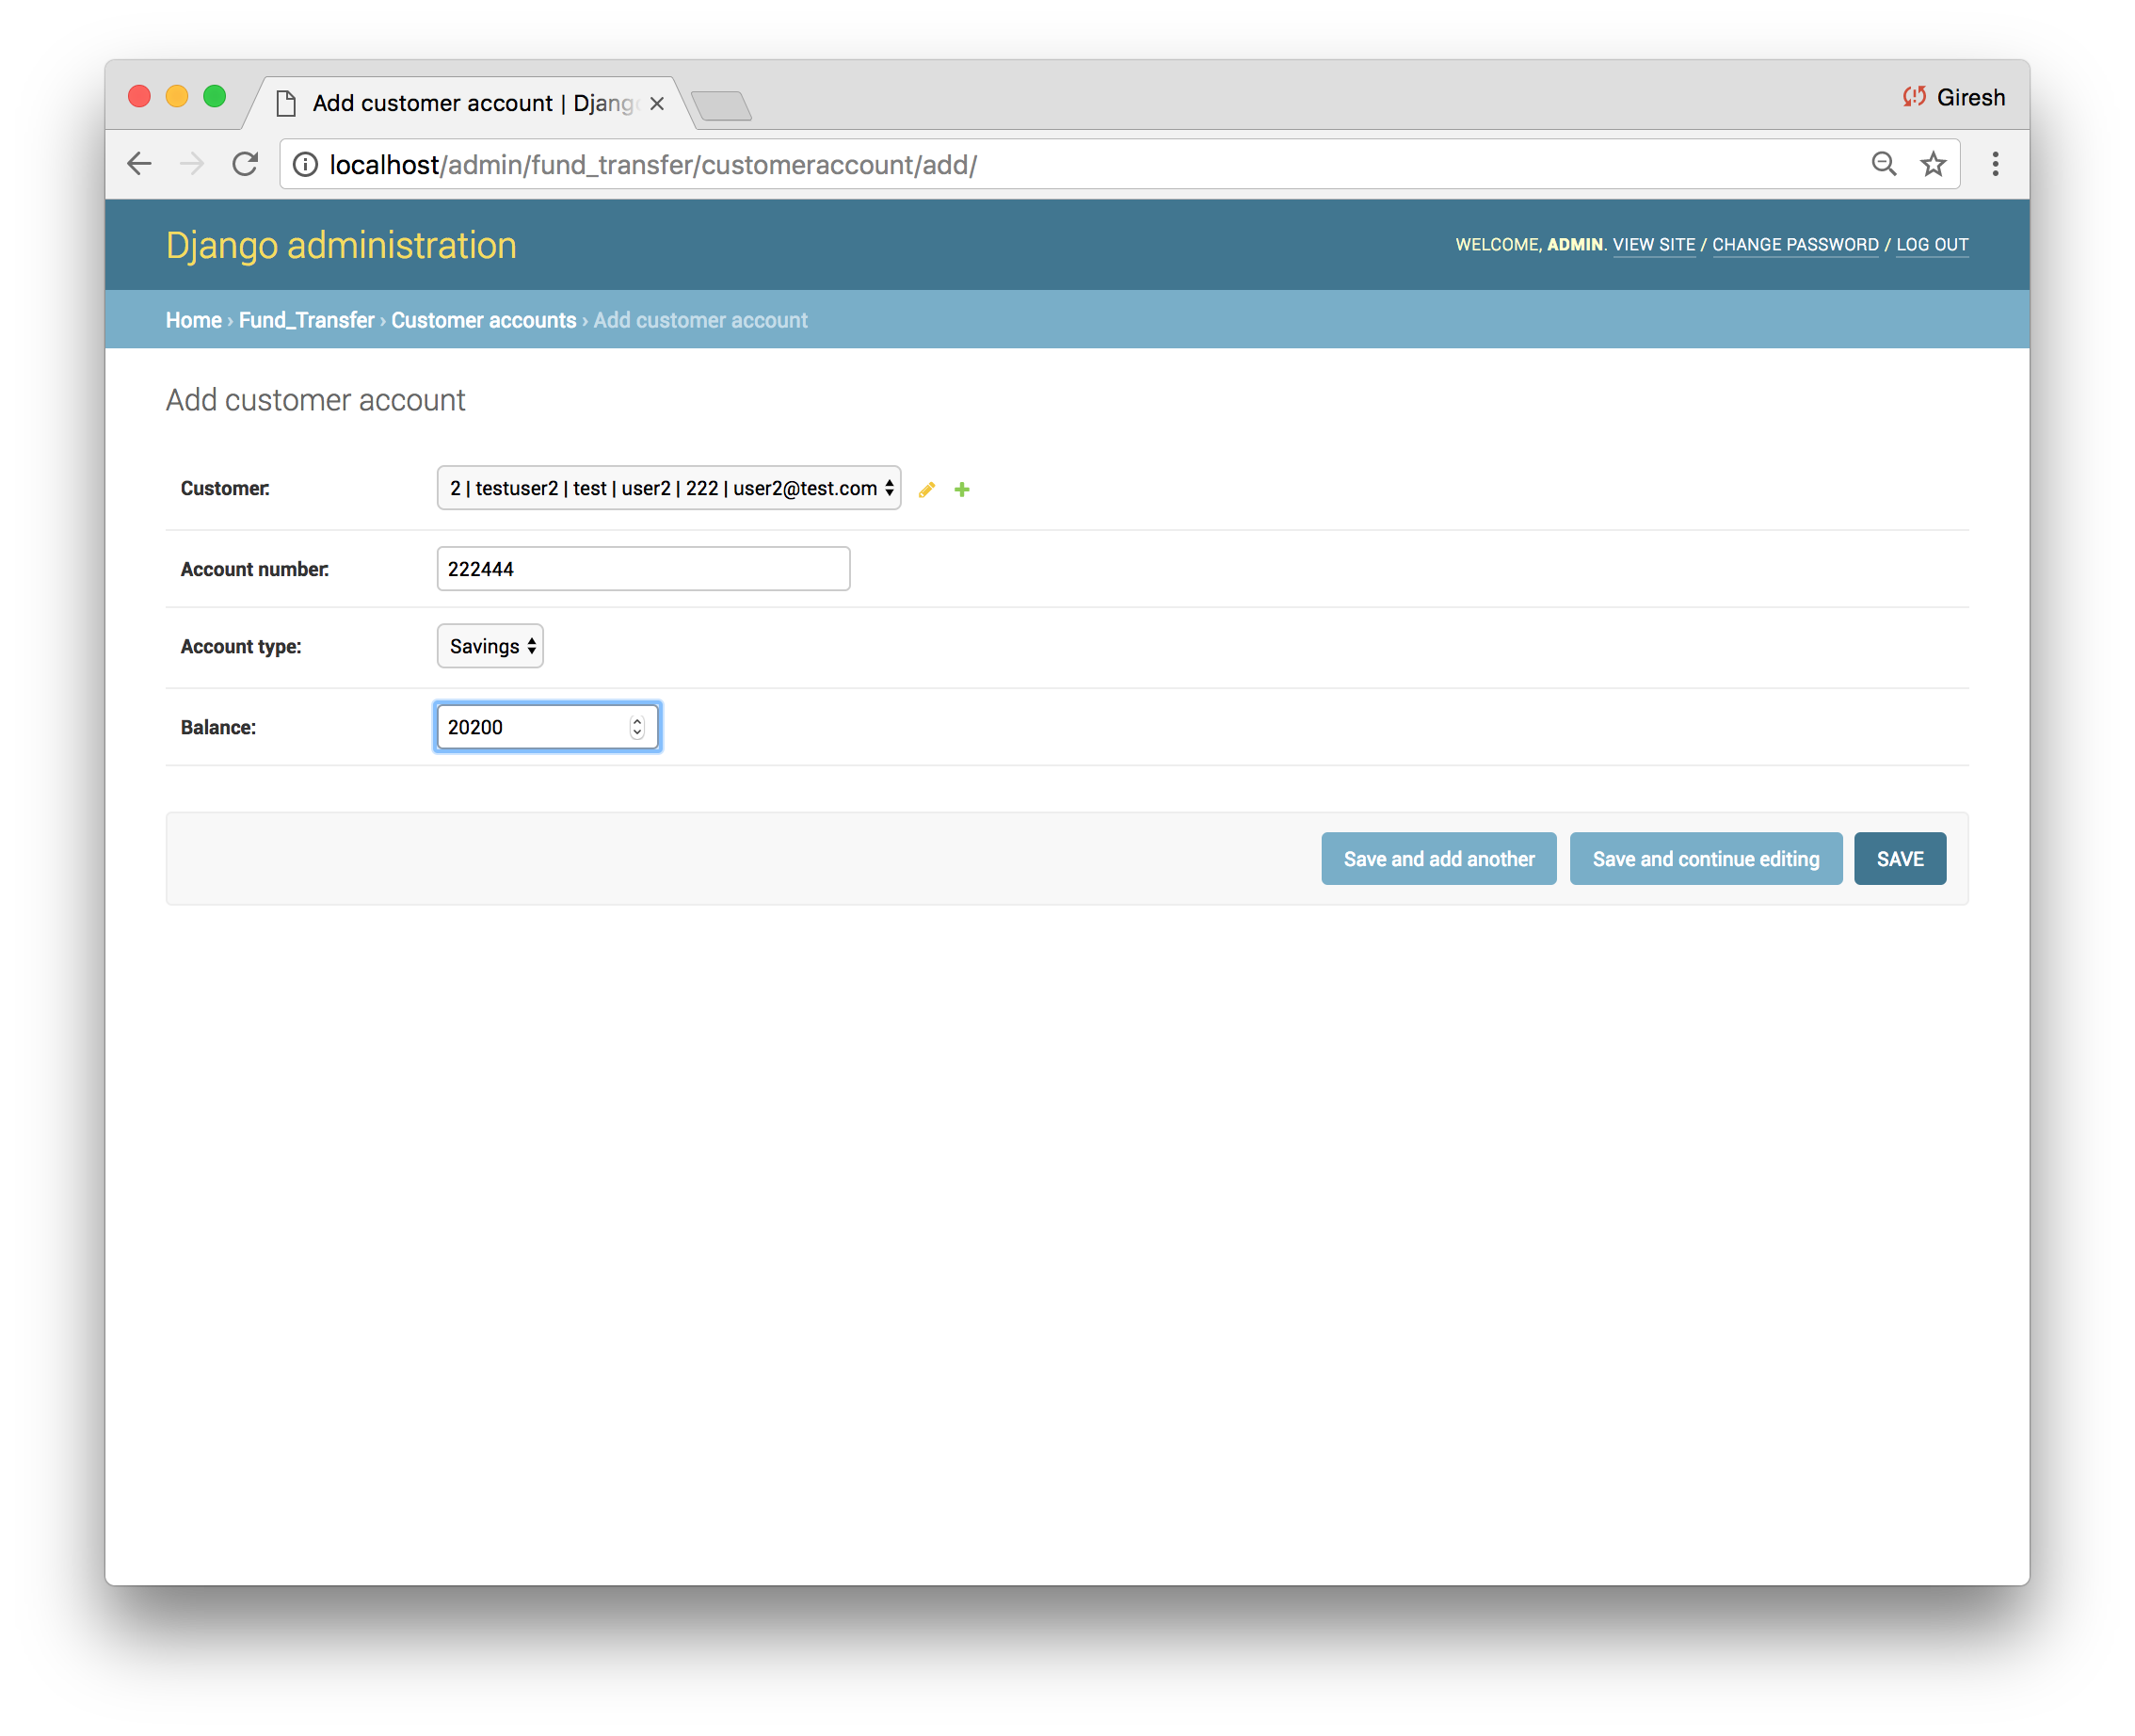 Add customer account | Djang
Giresh
localhost/admin/fund_transfer/customeraccount/add/
Django administration
WELCOME, ADMIN. VIEW SITE / CHANGE PASSWORD / LOG OUT
Home › Fund_Transfer › Customer accounts › Add customer account
Add customer account
Customer: 2 | testuser2 | test | user2 | 222 | user2@test.com
Account number: 222444
Account type: Savings
Balance: 20200
Save and add another Save and continue editing SAVE